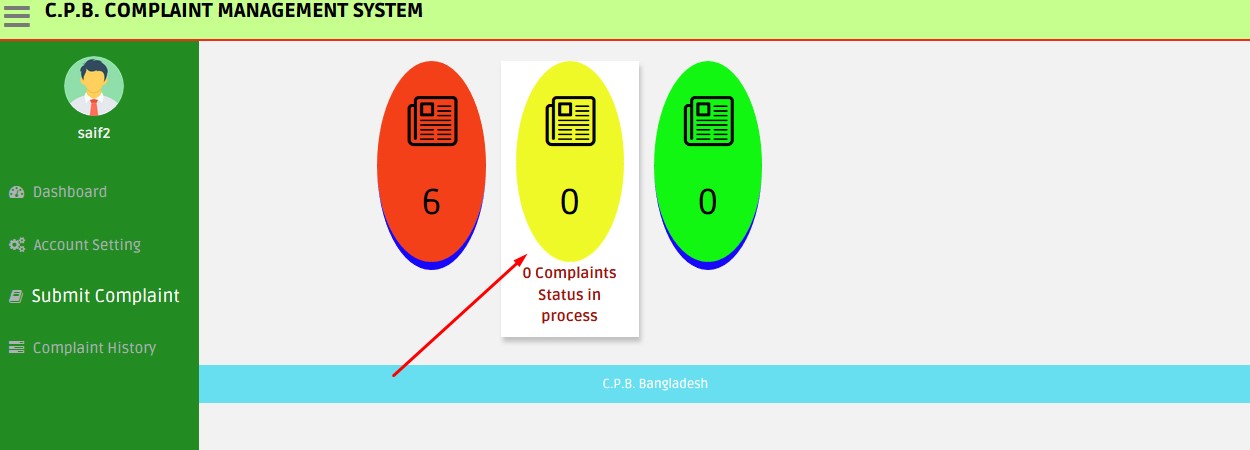 C.P.B. COMPLAINT MANAGEMENT SYSTEM
saif2
Dashboard
Account Setting
Submit Complaint
Complaint History
6
0
0
0 Complaints
Status in
process
C.P.B. Bangladesh